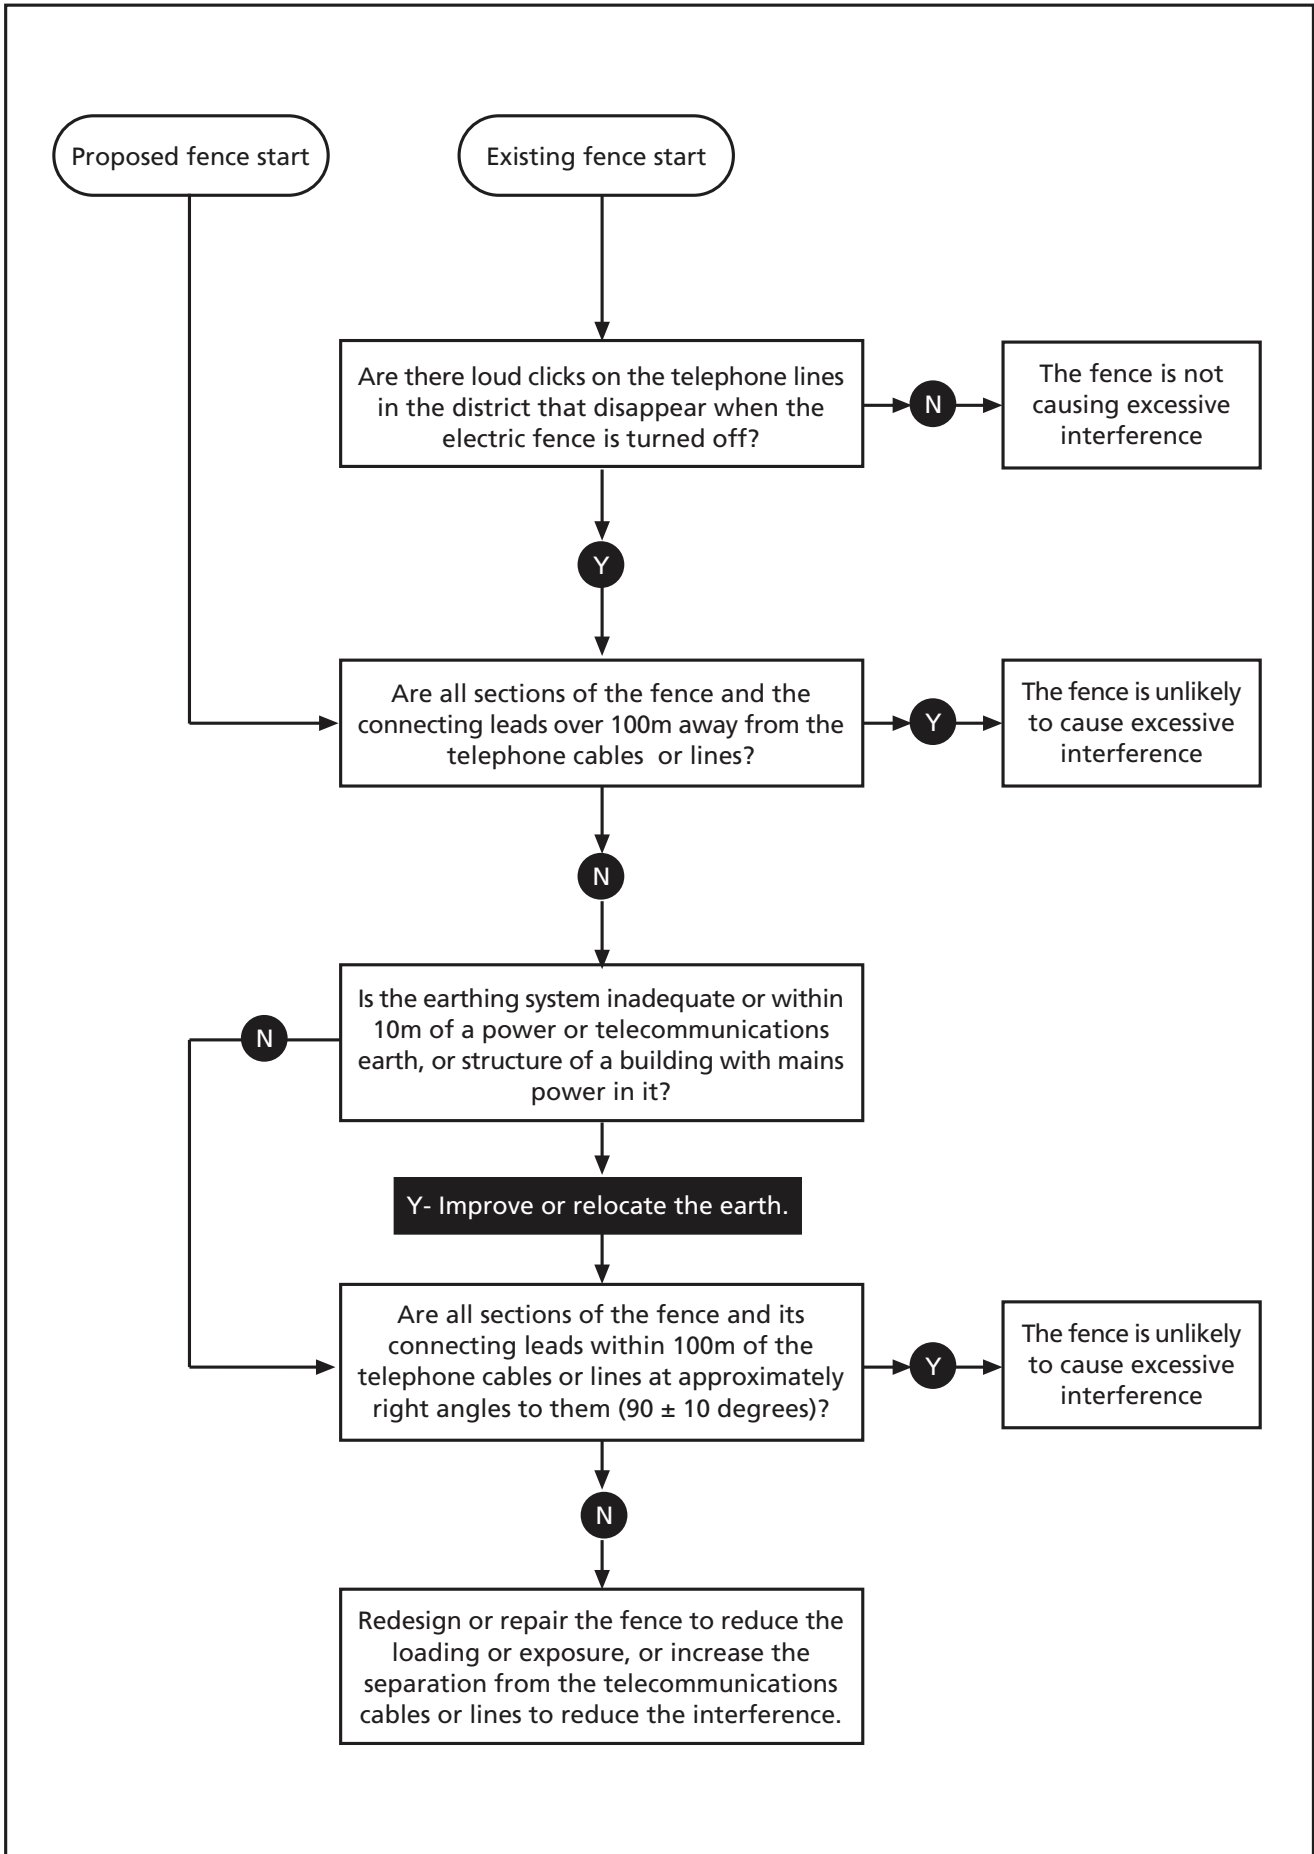 Proposed fence start
Existing fence start
Are there loud clicks on the telephone lines
in the district that disappear when the
electric fence is turned off?
N
The fence is not
causing excessive
interference
Y
Are all sections of the fence and the
connecting leads over 100m away from the
telephone cables or lines?
Y
The fence is unlikely
to cause excessive
interference
N
Is the earthing system inadequate or within
10m of a power or telecommunications
earth, or structure of a building with mains
power in it?
N
Y- Improve or relocate the earth.
Are all sections of the fence and its
connecting leads within 100m of the
telephone cables or lines at approximately
right angles to them (90 ± 10 degrees)?
Y
The fence is unlikely
to cause excessive
interference
N
Redesign or repair the fence to reduce the
loading or exposure, or increase the
separation from the telecommunications
cables or lines to reduce the interference.